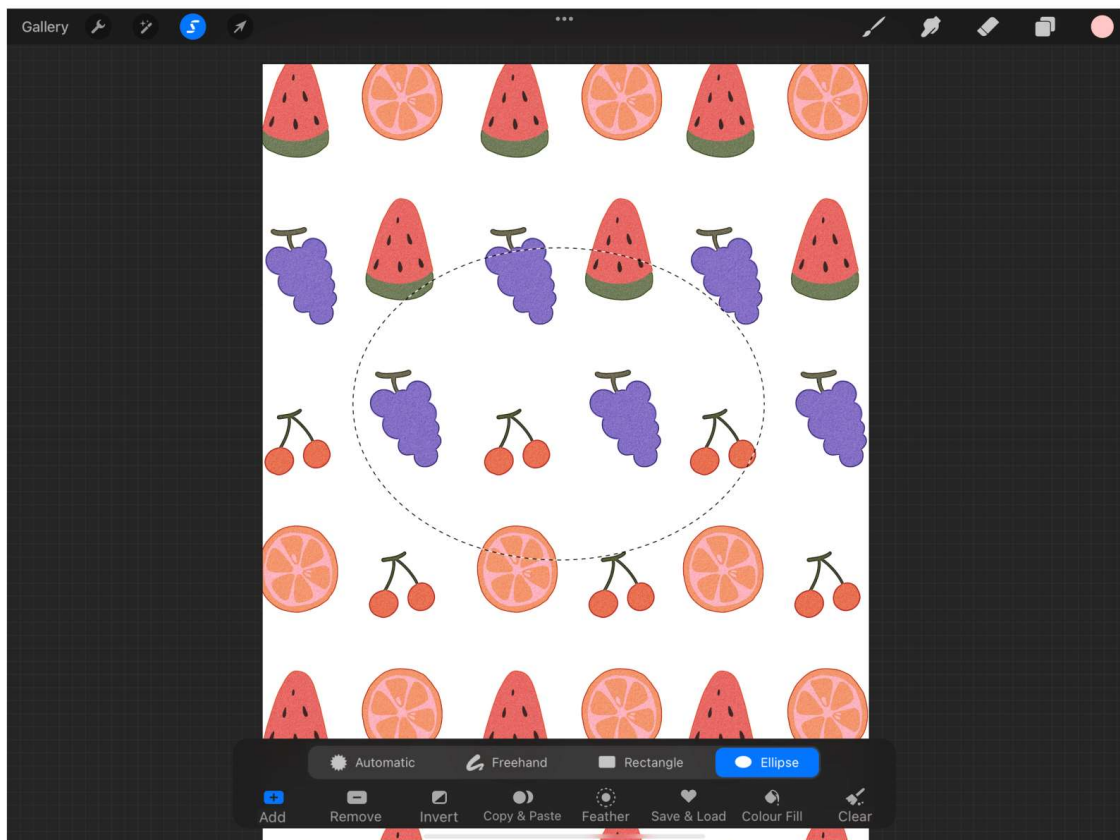 Gallery
Automatic Freehand Rectangle Ellipse
Add Remove Invert Copy & Paste Feather Save & Load Colour Fill Clear